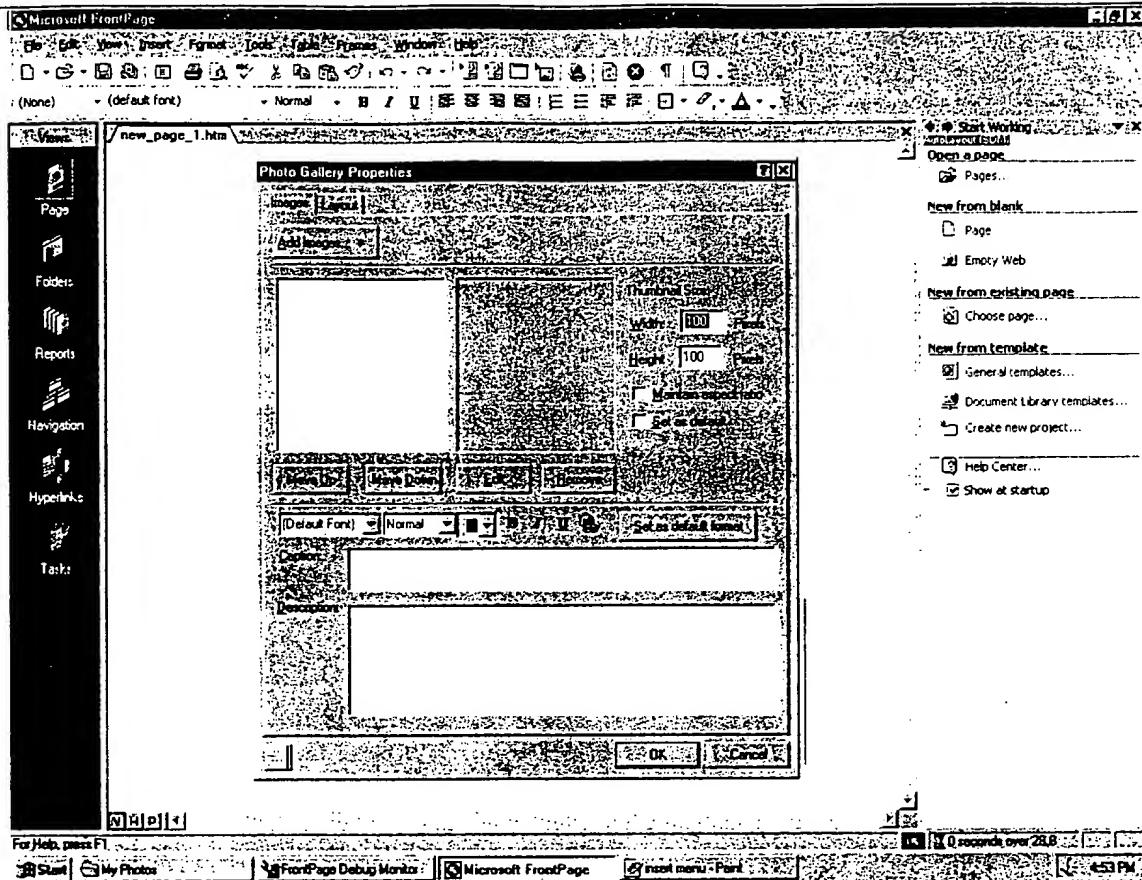 Microsoft FrontPage
File Edit View Insert Format Tools Table Frames Window Help
(None) (default font) Normal B I U A
Views
Page
Folders
Reports
Navigation
Hyperlinks
Tasks
new_page_1.htm
Photo Gallery Properties
Images Layout
Add Images
Thumbnail Size
Width: 100 Pixels
Height: 100 Pixels
Maintain aspect ratio
Set as default
Move Up Move Down Edit Remove
(Default Font) Normal B I U Set as default format
Caption:
Description:
OK Cancel
Start Working
Open a page
Pages...
New from blank
Page
Empty Web
New from existing page
Choose page...
New from template
General templates...
Document Library templates...
Create new project...
Help Center...
Show at startup
For Help, press F1
0 seconds over 28.8
Start My Photos FrontPage Debug Monitor Microsoft FrontPage insert menu - Paint 4:53 PM